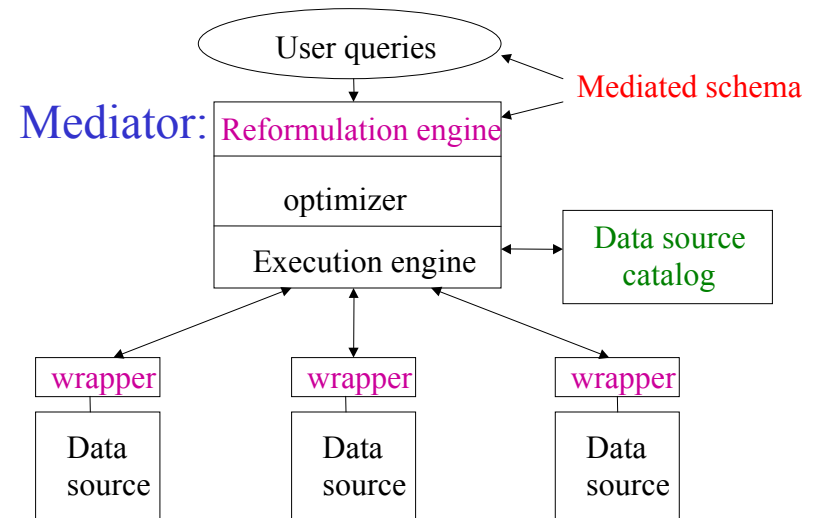 User queries
Mediated schema
Mediator:
Reformulation engine
optimizer
Execution engine
Data source
catalog
wrapper
wrapper
wrapper
Data
source
Data
source
Data
source